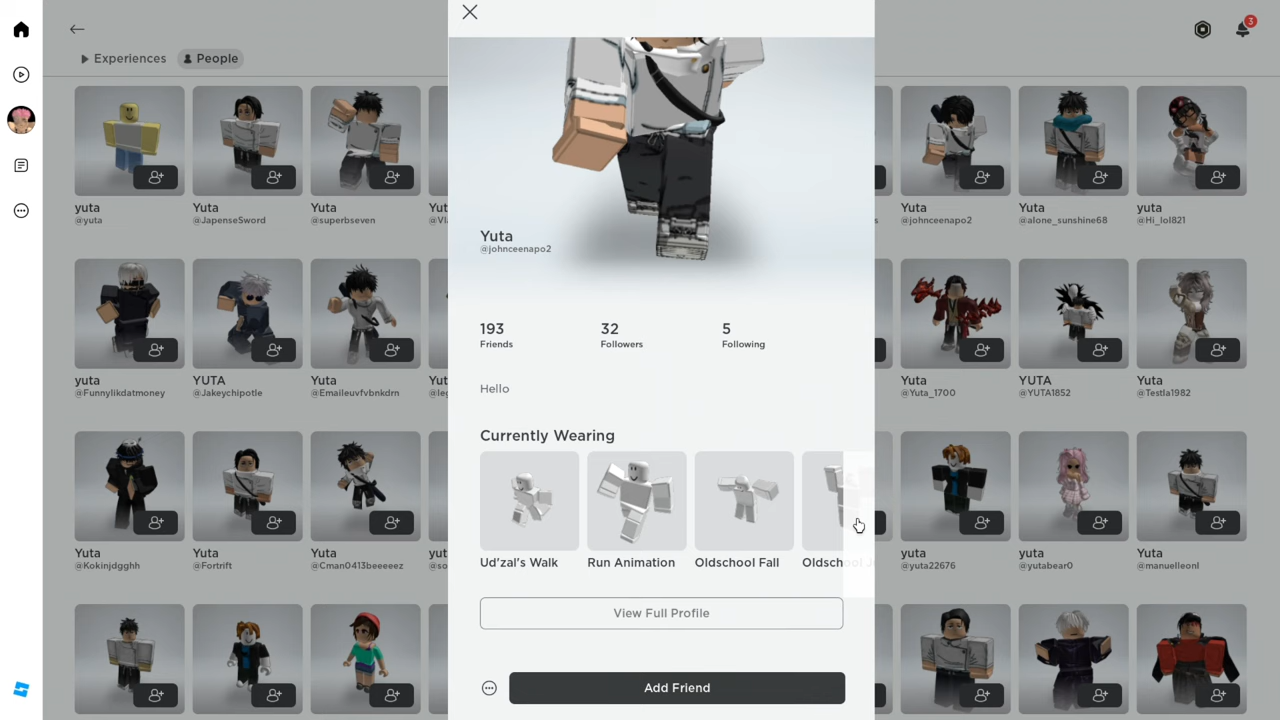 3
Experiences
People
yuta
@yuta
Yuta
@JapenseSword
Yuta
@superbseven
Yuta
@johnceenapo2
Yuta
@alone_sunshine68
yuta
@Hi_lol821
yuta
@Funnylikdatmoney
YUTA
@Jakeychipotle
Yuta
@Emaileuvfvbnkdrn
Yuta
@Yuta_1700
YUTA
@YUTA1852
Yuta
@Testla1982
Yuta
@Kokinjdgghh
Yuta
@Fortrift
Yuta
@Cman0413beeeeez
yuta
@yuta22676
yuta
@yutabear0
Yuta
@manuelleonl
Yuta
@johnceenapo2
193
Friends
32
Followers
5
Following
Hello
Currently Wearing
Ud'zal's Walk
Run Animation
Oldschool Fall
Oldschool
View Full Profile
Add Friend